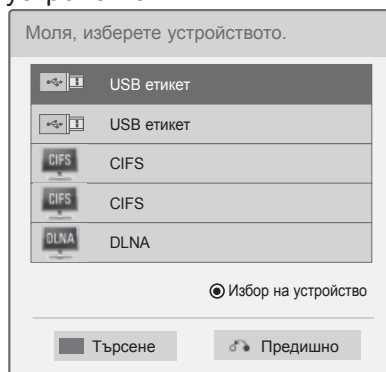 Моля, изберете устройството.
USB етикет
USB етикет
CIFS CIFS
CIFS CIFS
DLNA DLNA
Избор на устройство
Търсене Предишно